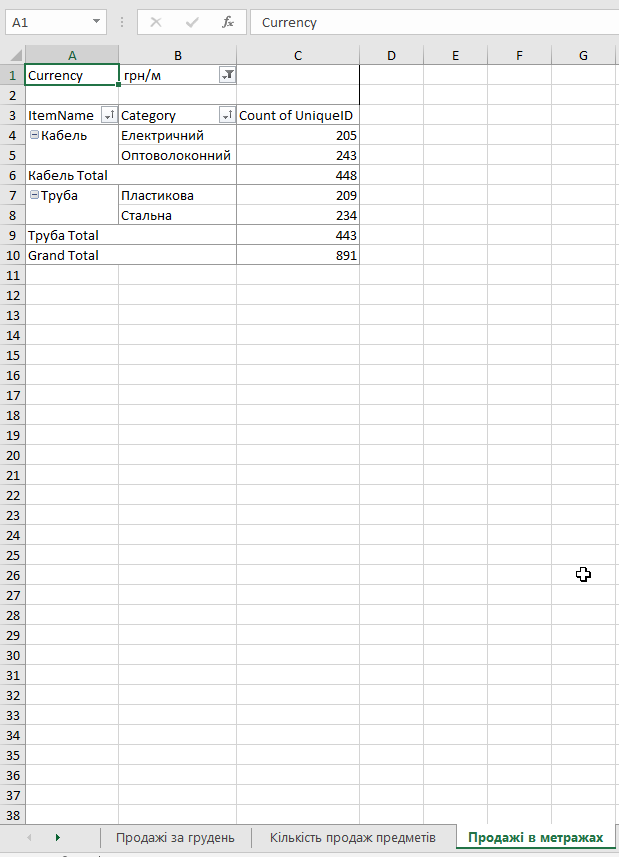 A1 fx Currency
A B C D E F G
1 Currency грн/м
2
3 ItemName Category Count of UniqueID
4 Кабель Електричний 205
5 Оптоволоконний 243
6 Кабель Total 448
7 Труба Пластикова 209
8 Стальна 234
9 Труба Total 443
10 Grand Total 891
11
12
13
14
15
16
17
18
19
20
21
22
23
24
25
26
27
28
29
30
31
32
33
34
35
36
37
38
Продажі за грудень Кількість продаж предметів Продажі в метражах